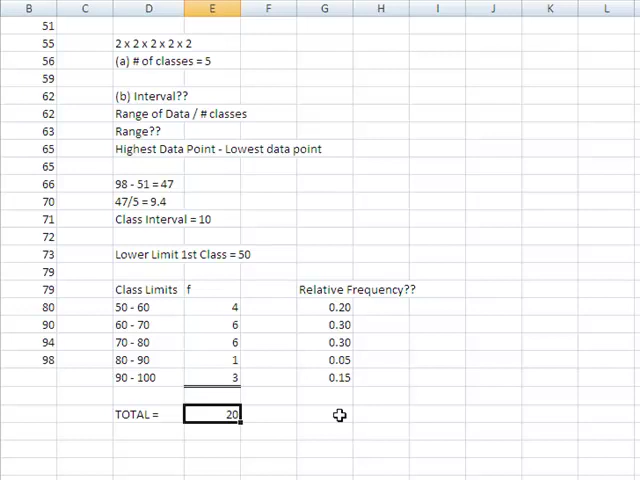 B C D E F G H I J K L
51
55 2 x 2 x 2 x 2 x 2
56 (a) # of classes = 5
59
62 (b) Interval??
62 Range of Data / # classes
63 Range??
65 Highest Data Point - Lowest data point
65
66 98 - 51 = 47
70 47/5 = 9.4
71 Class Interval = 10
72
73 Lower Limit 1st Class = 50
79
79 Class Limits f Relative Frequency??
80 50 - 60 4 0.20
90 60 - 70 6 0.30
94 70 - 80 6 0.30
98 80 - 90 1 0.05
90 - 100 3 0.15
TOTAL = 20